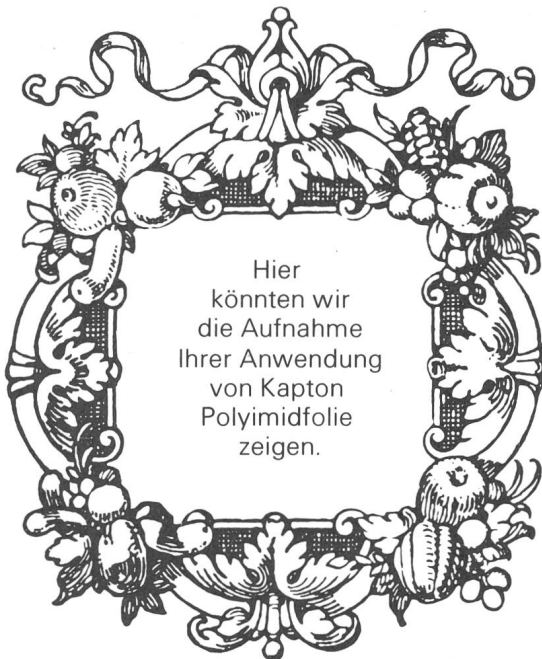 Hier
könnten wir
die Aufnahme
Ihrer Anwendung
von Kapton
Polyimidfolie
zeigen.